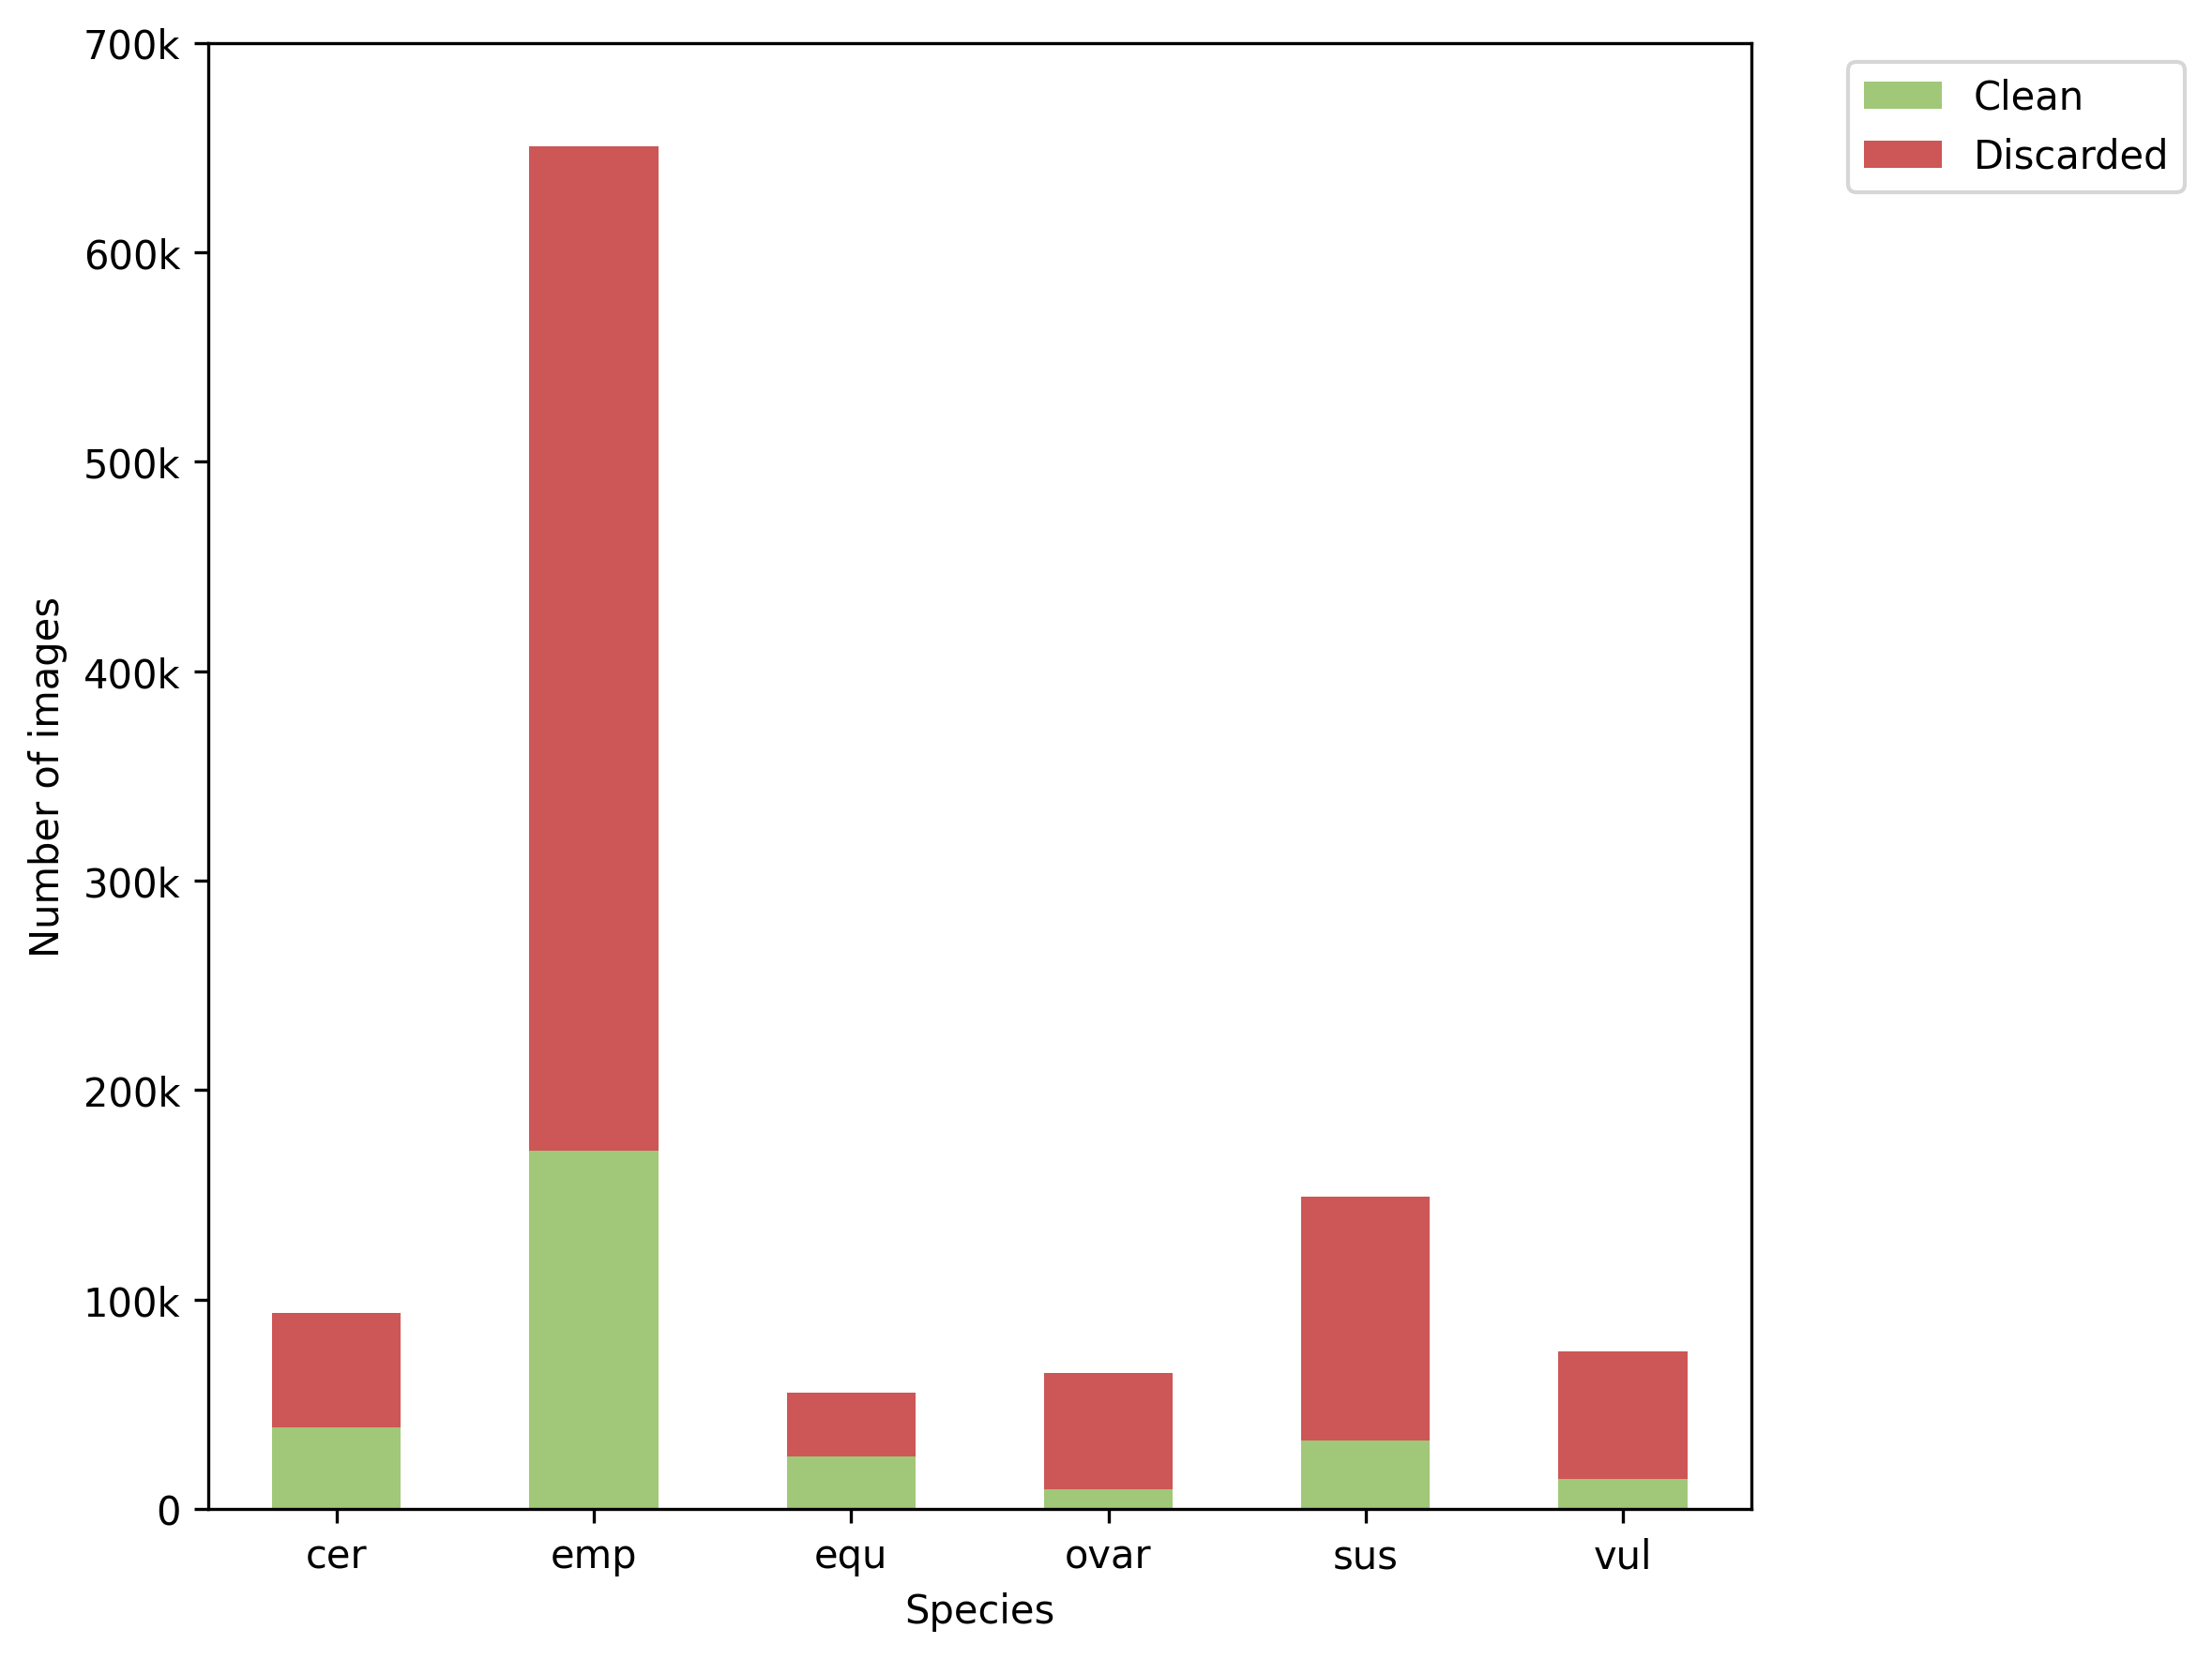 700k
600k
500k
400k
300k
200k
100k
0
Number of images
cer emp equ ovar sus vul
Species
Clean
Discarded